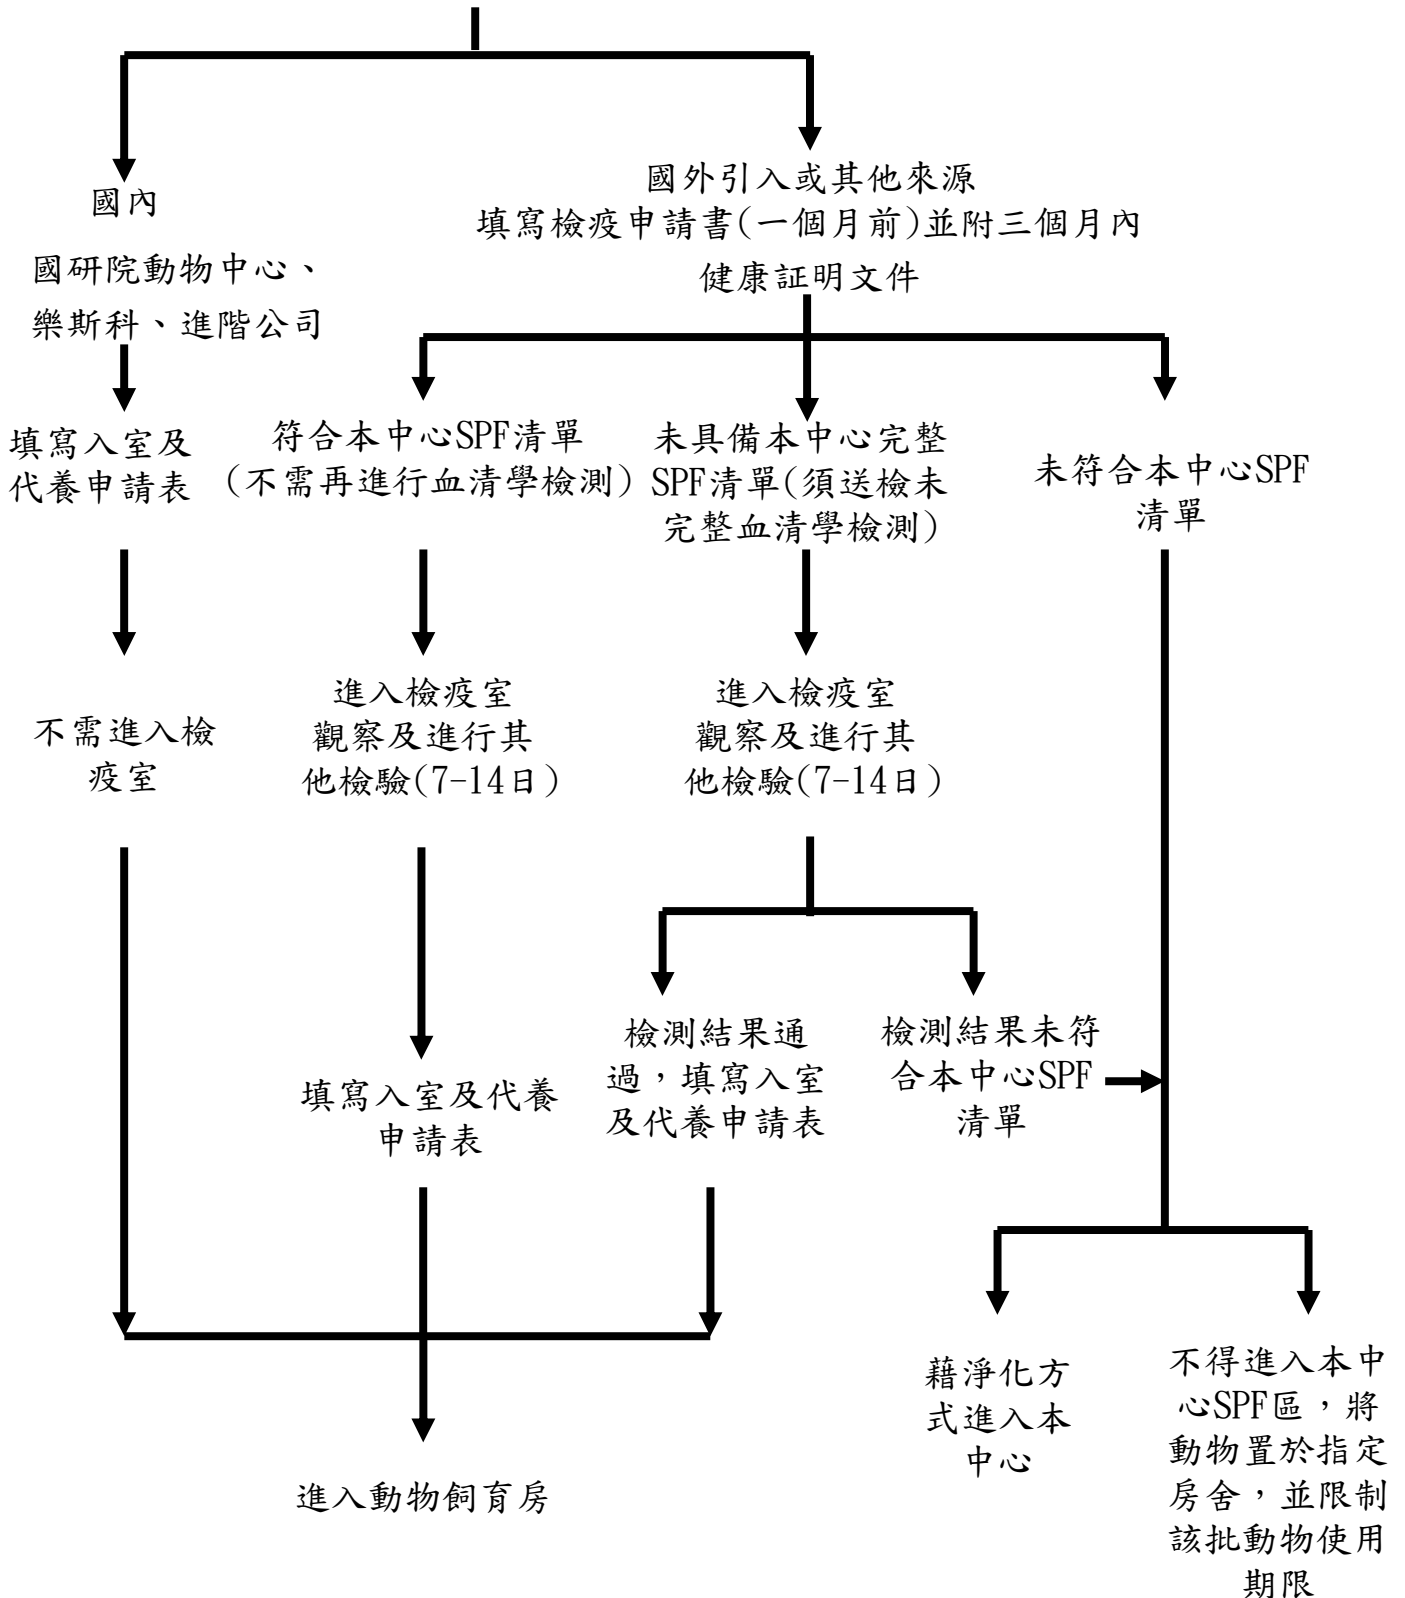 國內
國研院動物中心、
樂斯科、進階公司
國外引入或其他來源
填寫檢疫申請書(一個月前)並附三個月內
健康証明文件
填寫入室及
代養申請表
符合本中心SPF清單
(不需再進行血清學檢測)
未具備本中心完整
SPF清單(須送檢未
完整血清學檢測)
未符合本中心SPF
清單
不需進入檢
疫室
進入檢疫室
觀察及進行其
他檢驗(7-14日)
進入檢疫室
觀察及進行其
他檢驗(7-14日)
填寫入室及代養
申請表
檢測結果通
過，填寫入室
及代養申請表
檢測結果未符
合本中心SPF
清單
進入動物飼育房
藉淨化方
式進入本
中心
不得進入本中
心SPF區，將
動物置於指定
房舍，並限制
該批動物使用
期限